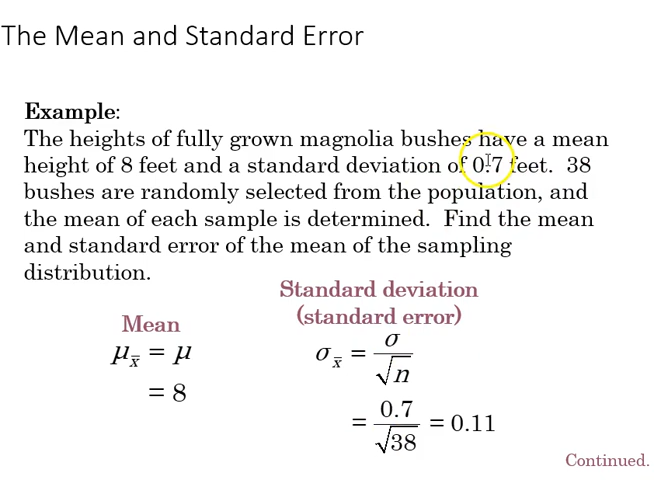 The Mean and Standard Error
Example:
The heights of fully grown magnolia bushes have a mean
height of 8 feet and a standard deviation of 0.7 feet. 38
bushes are randomly selected from the population, and
the mean of each sample is determined. Find the mean
and standard error of the mean of the sampling
distribution.
Mean
μx̅ = μ
= 8
Standard deviation
(standard error)
σx̅ = σ/√n
= 0.7/√38 = 0.11
Continued.